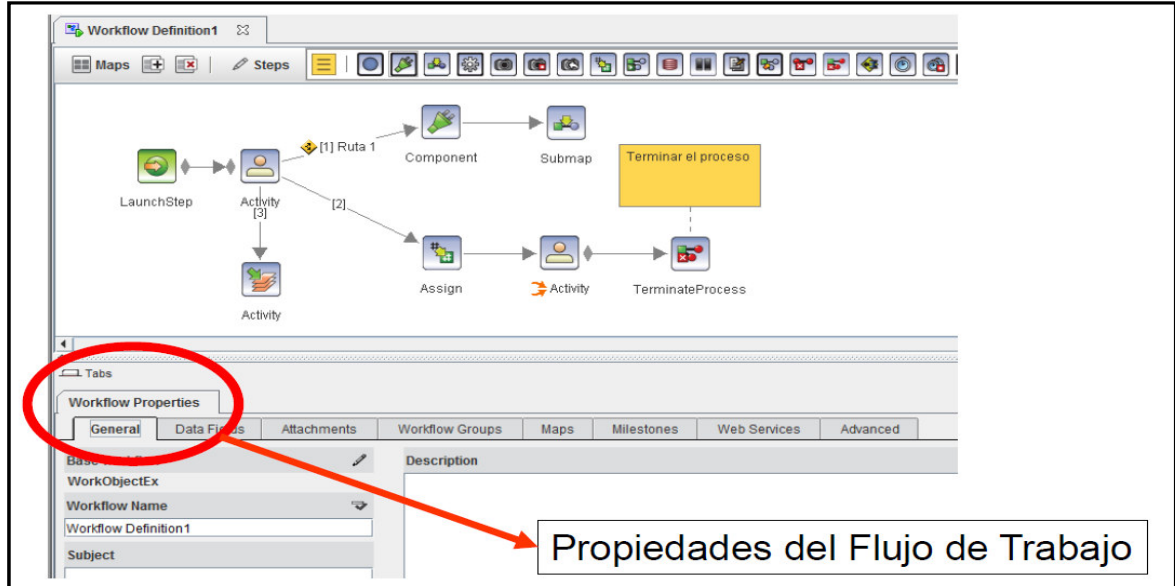 Workflow Definition1
Maps Steps
[1] Ruta 1
Component Submap
Terminar el proceso
LaunchStep Activity
[3]
[2]
Assign Activity TerminateProcess
Activity
Tabs
Workflow Properties
General Data Fields Attachments Workflow Groups Maps Milestones Web Services Advanced
Base Description
WorkObjectEx
Workflow Name
Workflow Definition1
Subject
Propiedades del Flujo de Trabajo